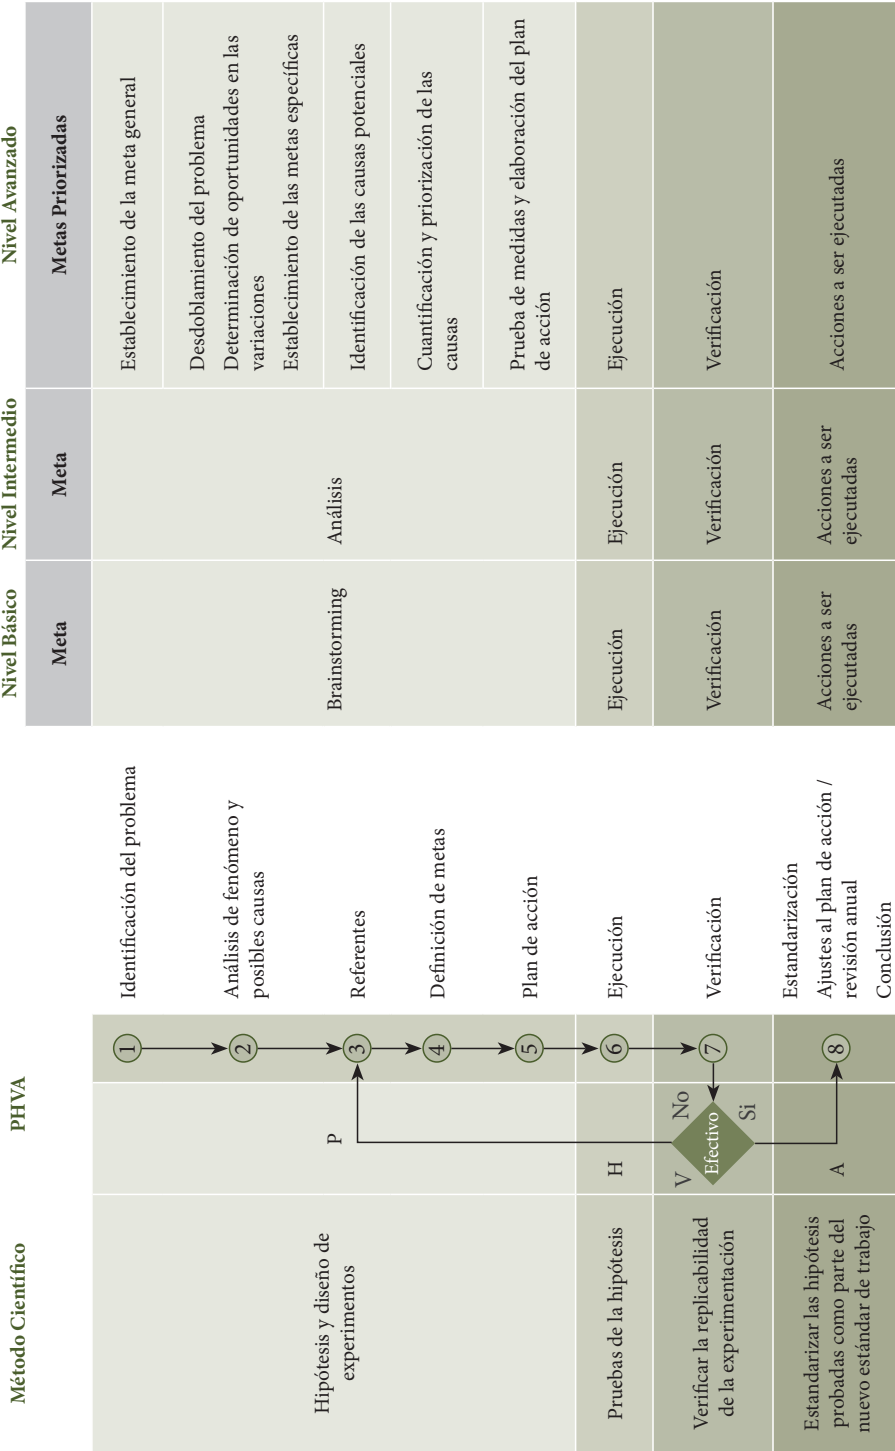 Método Científico
PHVA
Nivel Básico
Nivel Intermedio
Nivel Avanzado
Meta
Meta
Metas Priorizadas
Hipótesis y diseño de
experimentos
P
1
Identificación del problema
2
Análisis de fenómeno y
posibles causas
3
Referentes
4
Definición de metas
5
Plan de acción
Brainstorming
Análisis
Establecimiento de la meta general
Desdoblamiento del problema
Determinación de oportunidades en las
variaciones
Establecimiento de las metas específicas
Identificación de las causas potenciales
Cuantificación y priorización de las
causas
Prueba de medidas y elaboración del plan
de acción
Pruebas de la hipótesis
H
6
Ejecución
Ejecución
Ejecución
Ejecución
Verificar la replicabilidad
de la experimentación
V
No
Efectivo
Si
7
Verificación
Verificación
Verificación
Verificación
Estandarizar las hipótesis
probadas como parte del
nuevo estándar de trabajo
A
8
Estandarización
Ajustes al plan de acción /
revisión anual
Conclusión
Acciones a ser
ejecutadas
Acciones a ser
ejecutadas
Acciones a ser ejecutadas